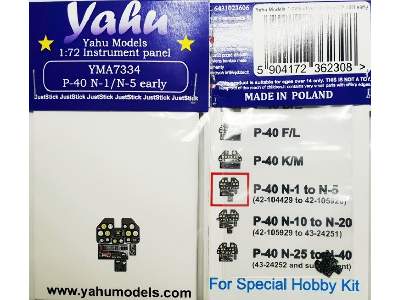 Yahu
Yahu Models
1:72 Instrument panel
YMA7334
P-40 N-1/N-5 early
JustStick JustStick JustStick JustStick JustStick JustStick
www.yahumodels.com
5 904172 362308 >
MADE IN POLAND
P-40 F/L
P-40 K/M
P-40 N-1 to N-5
(42-104429 to 42-105928)
P-40 N-10 to N-20
(42-105929 to 43-24251)
P-40 N-25 to N-40
(43-24252 and
For Special Hobby Kit